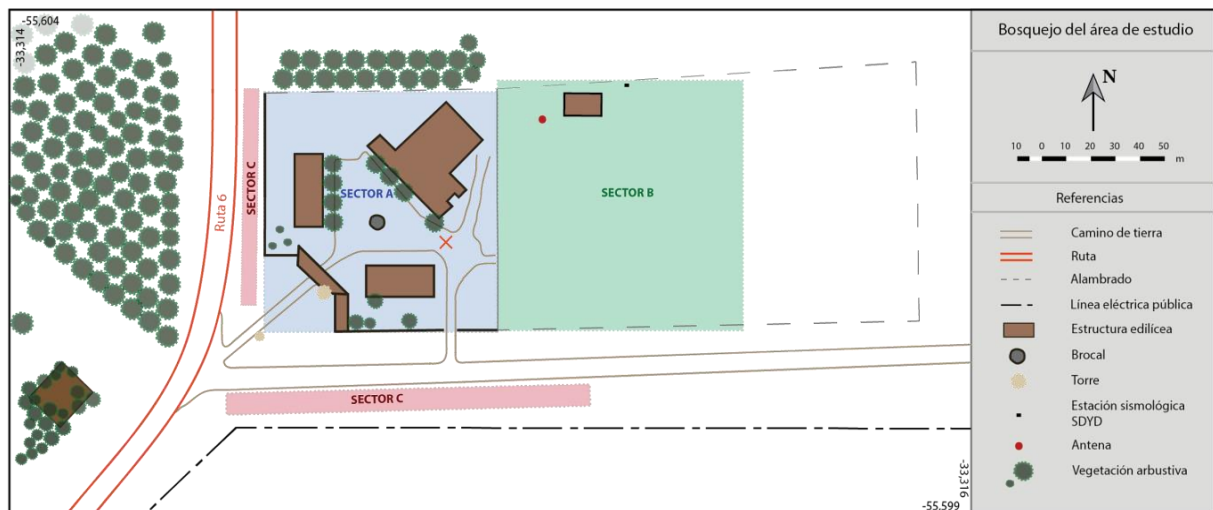 -55,604
-33,314
Ruta 6
SECTOR C
SECTOR A
SECTOR B
SECTOR C
-33,316
-55,599
Bosquejo del área de estudio
N
10 0 10 20 30 40 50
m
Referencias
Camino de tierra
Ruta
Alambrado
Línea eléctrica pública
Estructura edilícea
Brocal
Torre
Estación sismológica
SDYD
Antena
Vegetación arbustiva